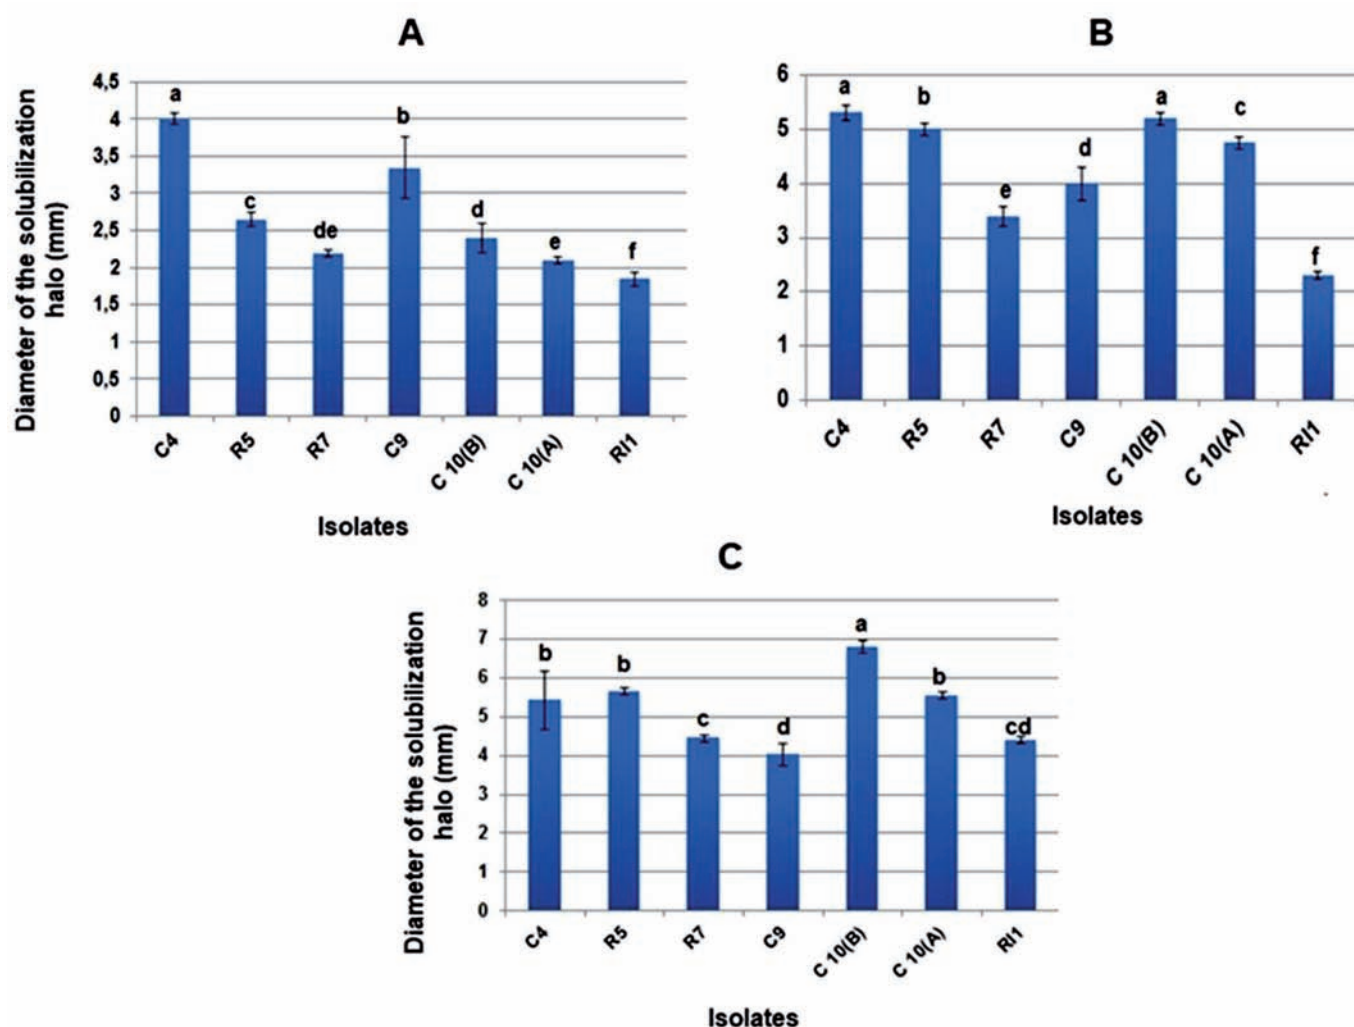 A
Diameter of the solubilization
halo (mm)
4,5
4
3,5
3
2,5
2
1,5
1
0,5
0
a
c
de
b
d
e
f
C4
R5
R7
C9
C 10(B)
C 10(A)
RI1
Isolates
B
6
5
4
3
2
1
0
a
b
e
d
a
c
f
C4
R5
R7
C9
C 10(B)
C 10(A)
RI1
Isolates
C
Diameter of the solubilization
halo (mm)
8
7
6
5
4
3
2
1
0
b
b
c
d
a
b
cd
C4
R5
R7
C9
C 10(B)
C 10(A)
RI1
Isolates